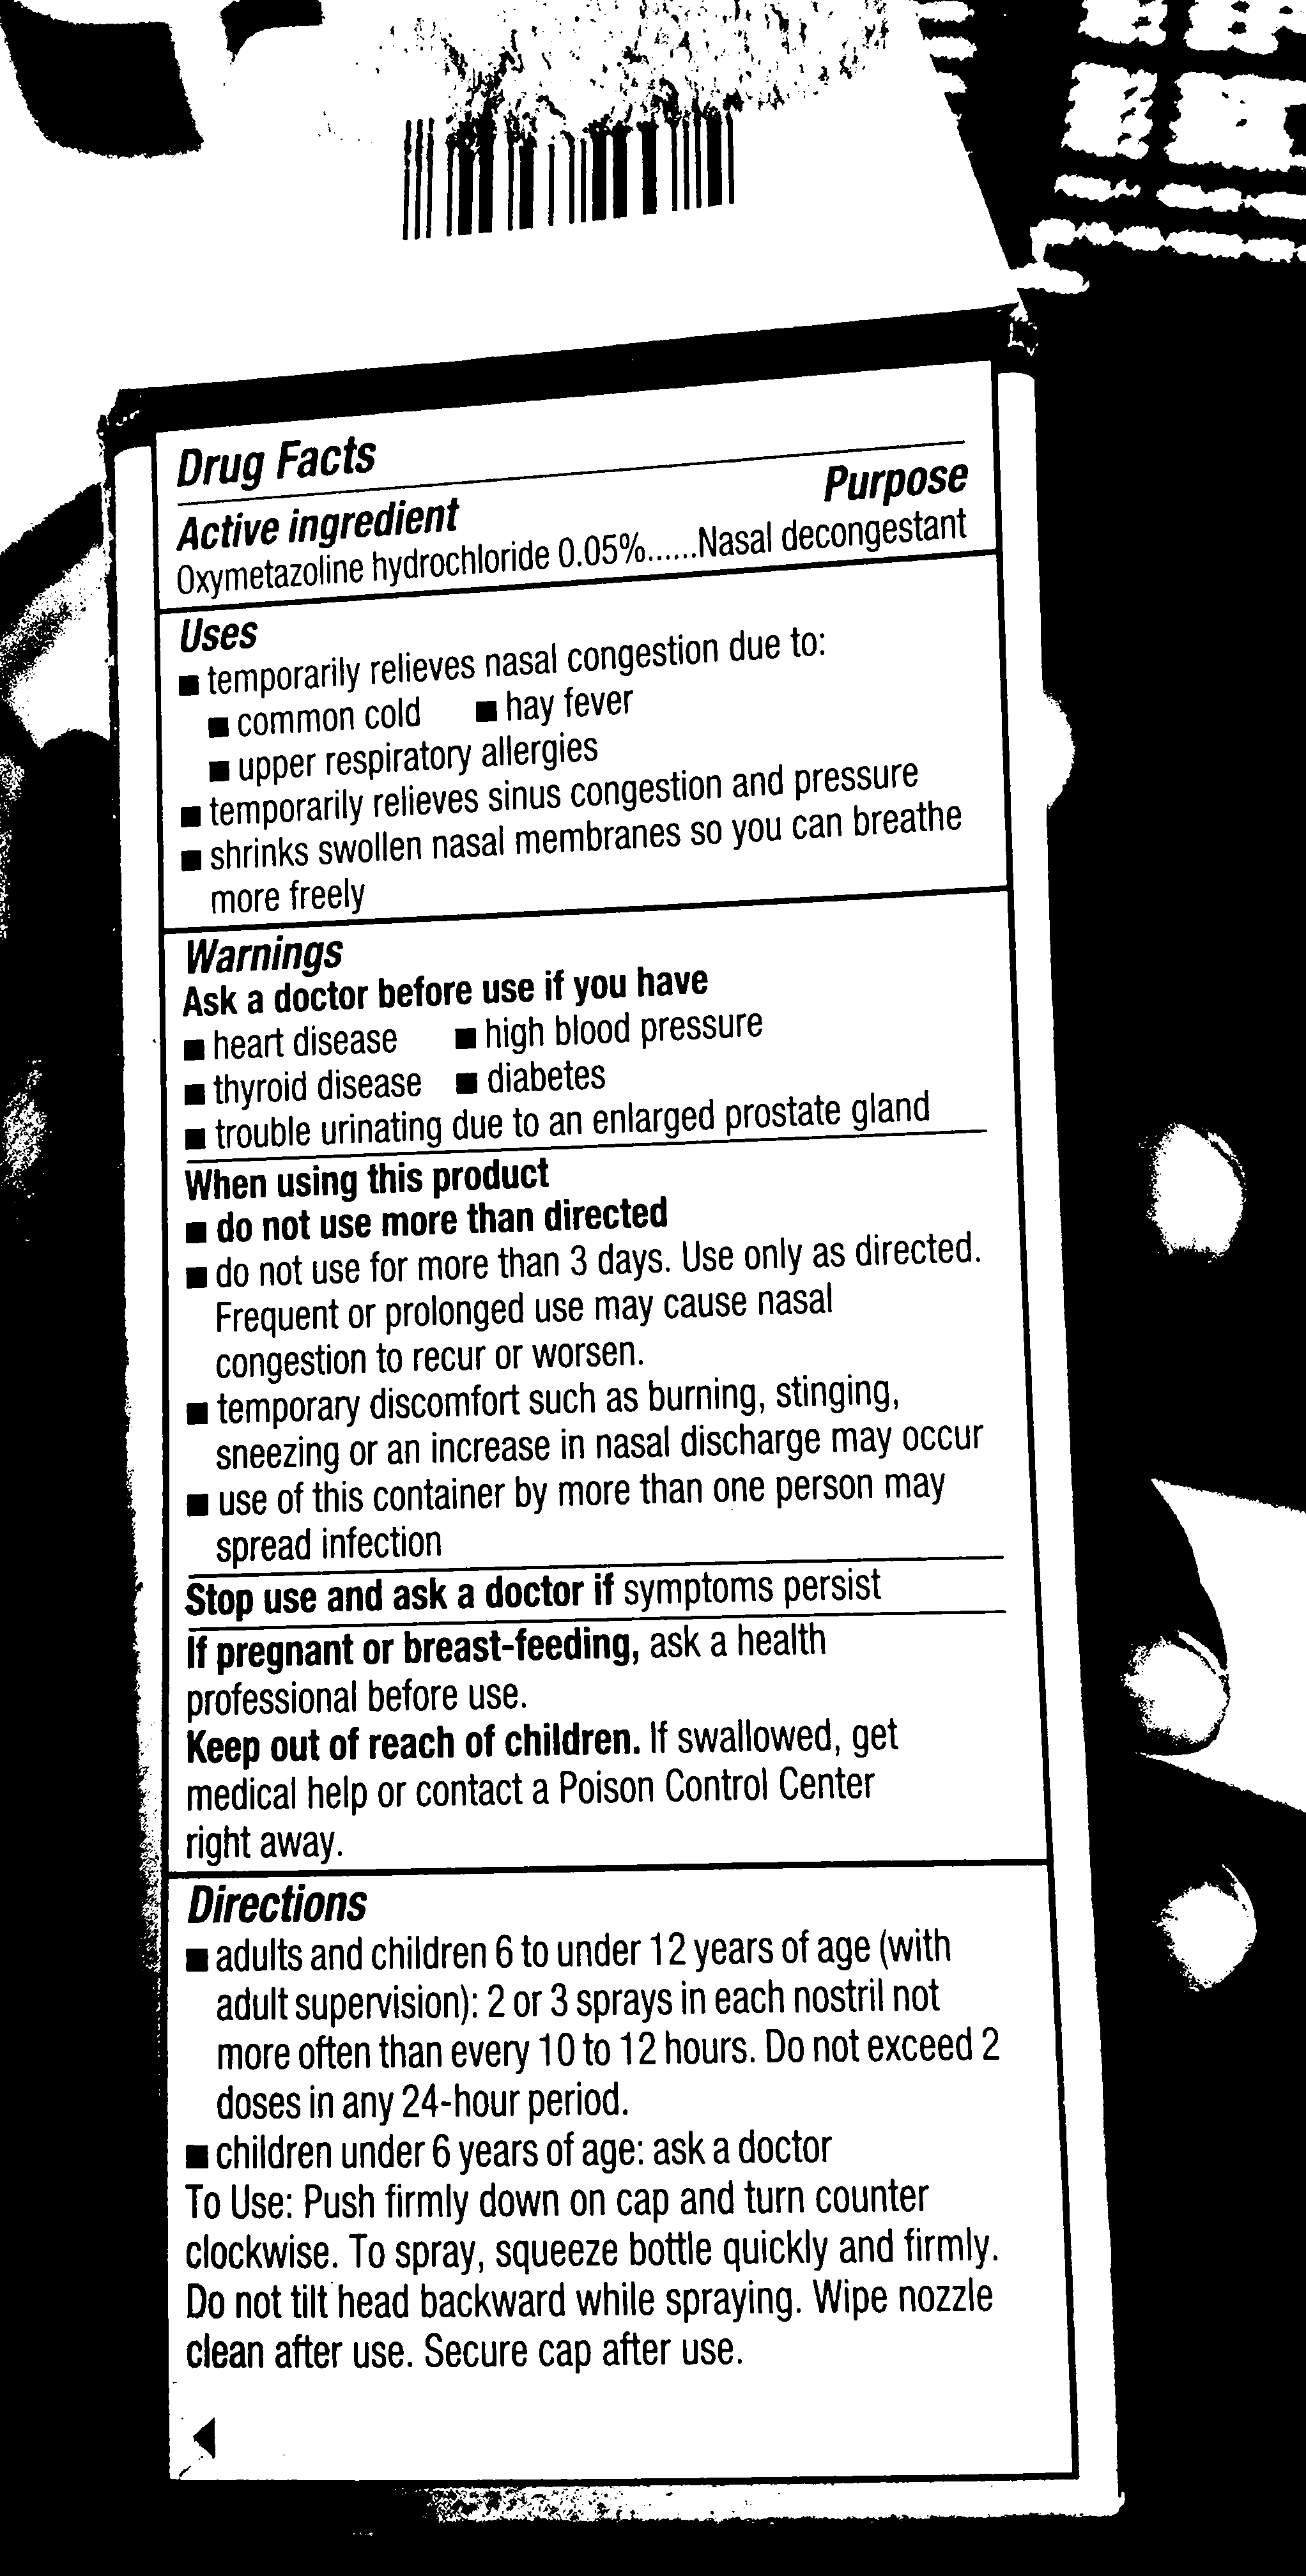 Drug Facts
Active ingredient Purpose
Oxymetazoline hydrochloride 0.05%......Nasal decongestant
Uses
■ temporarily relieves nasal congestion due to:
■ common cold ■ hay fever
■ upper respiratory allergies
■ temporarily relieves sinus congestion and pressure
■ shrinks swollen nasal membranes so you can breathe
more freely
Warnings
Ask a doctor before use if you have
■ heart disease ■ high blood pressure
■ thyroid disease ■ diabetes
■ trouble urinating due to an enlarged prostate gland
When using this product
■ do not use more than directed
■ do not use for more than 3 days. Use only as directed.
Frequent or prolonged use may cause nasal
congestion to recur or worsen.
■ temporary discomfort such as burning, stinging,
sneezing or an increase in nasal discharge may occur
■ use of this container by more than one person may
spread infection
Stop use and ask a doctor if symptoms persist
If pregnant or breast-feeding, ask a health
professional before use.
Keep out of reach of children. If swallowed, get
medical help or contact a Poison Control Center
right away.
Directions
■ adults and children 6 to under 12 years of age (with
adult supervision): 2 or 3 sprays in each nostril not
more often than every 10 to 12 hours. Do not exceed 2
doses in any 24-hour period.
■ children under 6 years of age: ask a doctor
To Use: Push firmly down on cap and turn counter
clockwise. To spray, squeeze bottle quickly and firmly.
Do not tilt head backward while spraying. Wipe nozzle
clean after use. Secure cap after use.